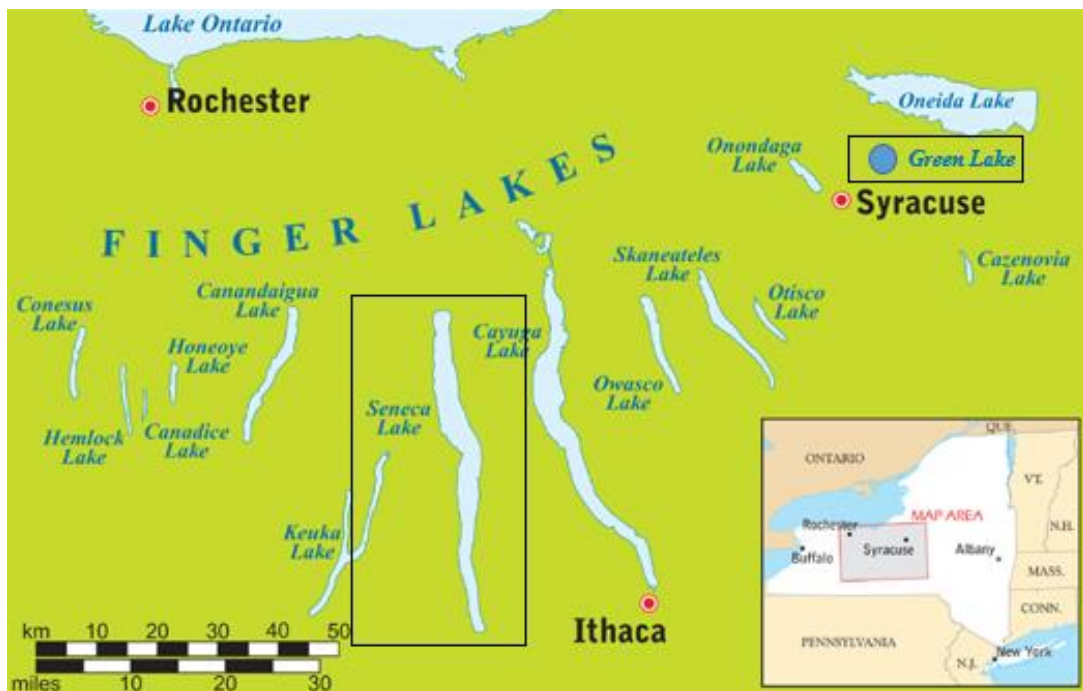 Lake Ontario
Rochester
Oneida Lake
Green Lake
Onondaga
Lake
Syracuse
FINGER LAKES
Skaneateles
Lake
Cazenovia
Lake
Conesus
Lake
Canandaigua
Lake
Otisco
Lake
Honeoye
Lake
Cayuga
Lake
Owasco
Lake
Seneca
Lake
Hemlock
Lake
Canadice
Lake
Keuka
Lake
Ithaca
km 10 20 30 40 50
miles 10 20 30
QUE.
ONTARIO
VT.
MAP AREA
N.H.
Rochester
Syracuse
Albany
Buffalo
MASS.
CONN.
PENNSYLVANIA
New York
N.J.